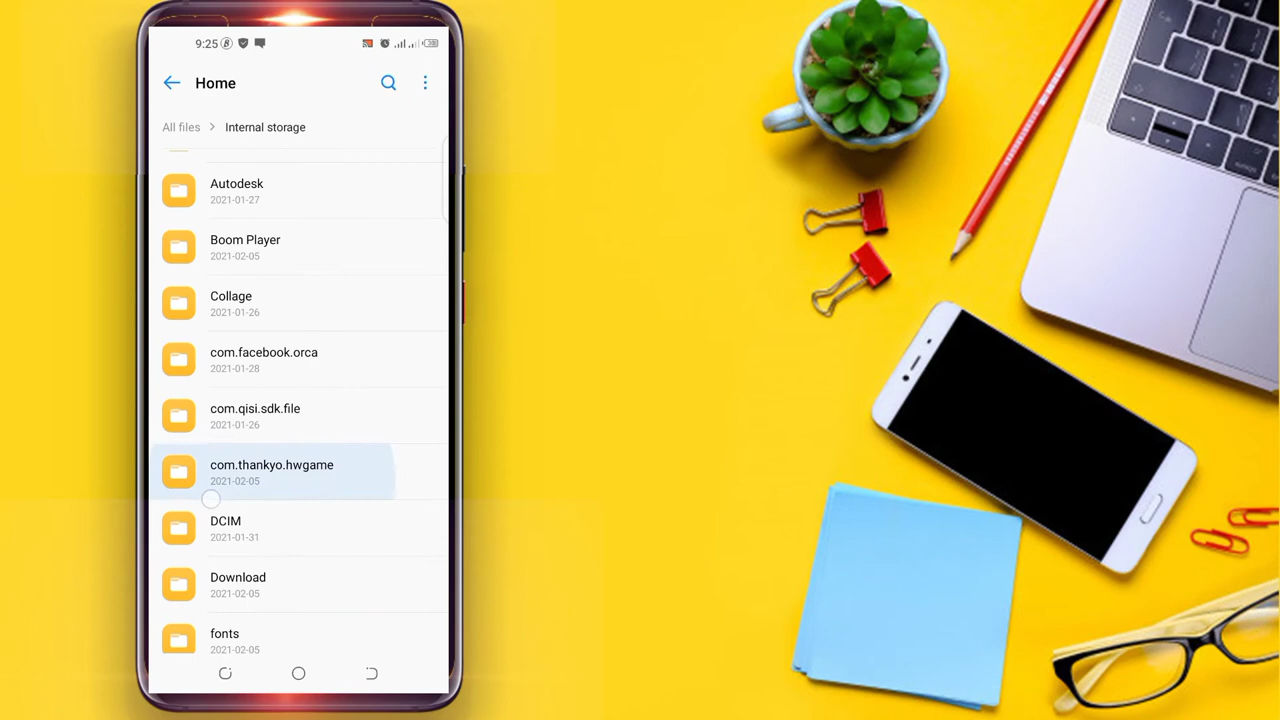 9:25
Home
All files > Internal storage
Autodesk
2021-01-27
Boom Player
2021-02-05
Collage
2021-01-26
com.facebook.orca
2021-01-28
com.qisi.sdk.file
2021-01-26
com.thankyo.hwgame
2021-02-05
DCIM
2021-01-31
Download
2021-02-05
fonts
2021-02-05